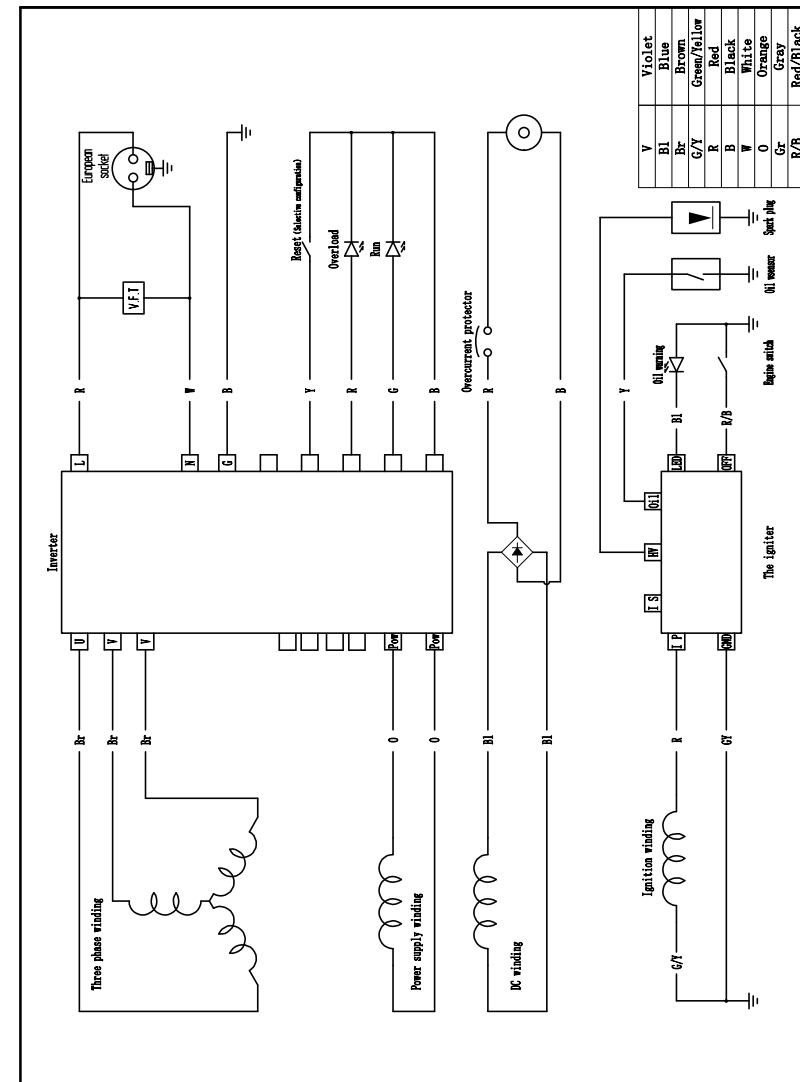 Three phase winding
Br
Br
Br
U
V
V
Inverter
L
N
G
R
W
B
V.F.T
European
socket
Y
R
G
B
Reset (Selective configuration)
Overload
Run
Power supply winding
O
O
Pow
Pow
DC winding
Bl
Bl
Overcurrent protector
R
B
Ignition winding
G/Y
R
GY
I P
GND
I S
HV
Oil
LED
OFF
The igniter
Y
Bl
R/B
Oil warning
Engine switch
Oil wsensor
Spark plug
V Violet
Bl Blue
Br Brown
G/Y Green/Yellow
R Red
B Black
W White
O Orange
Gr Gray
R/B Red/Black